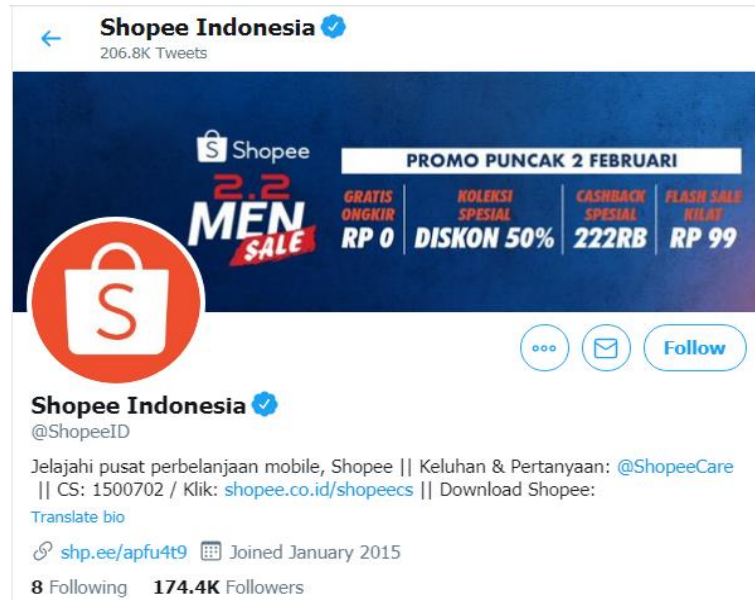 Shopee Indonesia
206.8K Tweets
S Shopee
2.2
MEN
SALE
PROMO PUNCAK 2 FEBRUARI
GRATIS
ONGKIR
RP 0
KOLEKSI
SPESIAL
DISKON 50%
CASHBACK
SPESIAL
222RB
FLASH SALE
KILAT
RP 99
S
Follow
Shopee Indonesia
@ShopeeID
Jelajahi pusat perbelanjaan mobile, Shopee || Keluhan & Pertanyaan: @ShopeeCare
|| CS: 1500702 / Klik: shopee.co.id/shopeecs || Download Shopee:
Translate bio
shp.ee/apfu4t9 Joined January 2015
8 Following 174.4K Followers